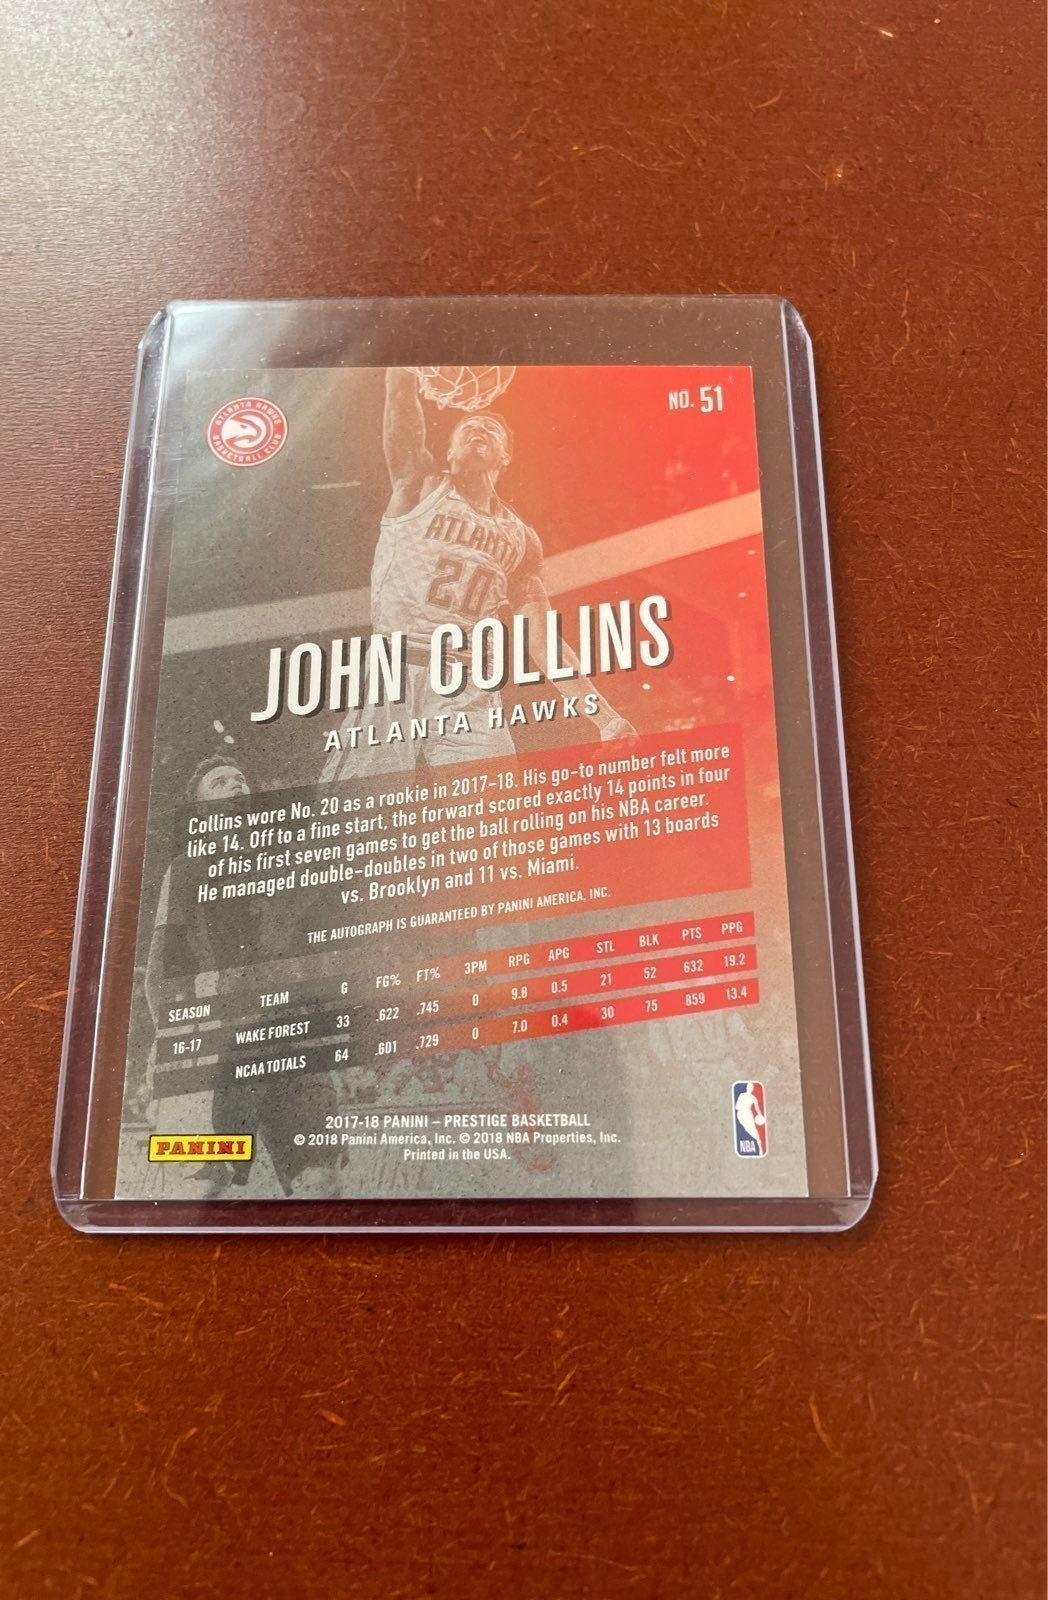 ATLANTA HAWKS
BASKETBALL CLUB
NO. 51
ATLANTA
20
JOHN COLLINS
ATLANTA HAWKS
Collins wore No. 20 as a rookie in 2017-18. His go-to number felt more
like 14. Off to a fine start, the forward scored exactly 14 points in four
of his first seven games to get the ball rolling on his NBA career.
He managed double-doubles in two of those games with 13 boards
vs. Brooklyn and 11 vs. Miami.
THE AUTOGRAPH IS GUARANTEED BY PANINI AMERICA, INC.
SEASON TEAM G FG% FT% 3PM RPG APG STL BLK PTS PPG
16-17 WAKE FOREST 33 .622 .745 0 9.8 0.5 21 52 632 19.2
NCAA TOTALS 64 .601 .729 0 7.0 0.4 30 75 859 13.4
2017-18 PANINI – PRESTIGE BASKETBALL
© 2018 Panini America, Inc. © 2018 NBA Properties, Inc.
Printed in the USA.
PANINI
NBA